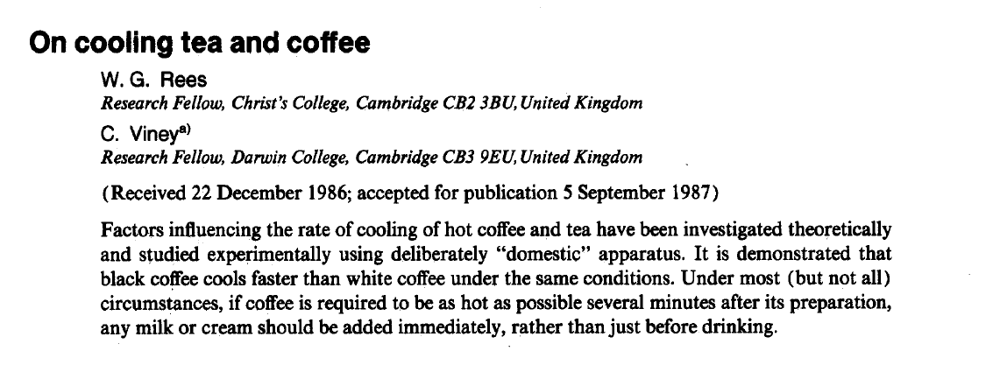 On cooling tea and coffee
W. G. Rees
Research Fellow, Christ's College, Cambridge CB2 3BU, United Kingdom
C. Viney a)
Research Fellow, Darwin College, Cambridge CB3 9EU, United Kingdom
(Received 22 December 1986; accepted for publication 5 September 1987)
Factors influencing the rate of cooling of hot coffee and tea have been investigated theoretically
and studied experimentally using deliberately “domestic” apparatus. It is demonstrated that
black coffee cools faster than white coffee under the same conditions. Under most (but not all)
circumstances, if coffee is required to be as hot as possible several minutes after its preparation,
any milk or cream should be added immediately, rather than just before drinking.